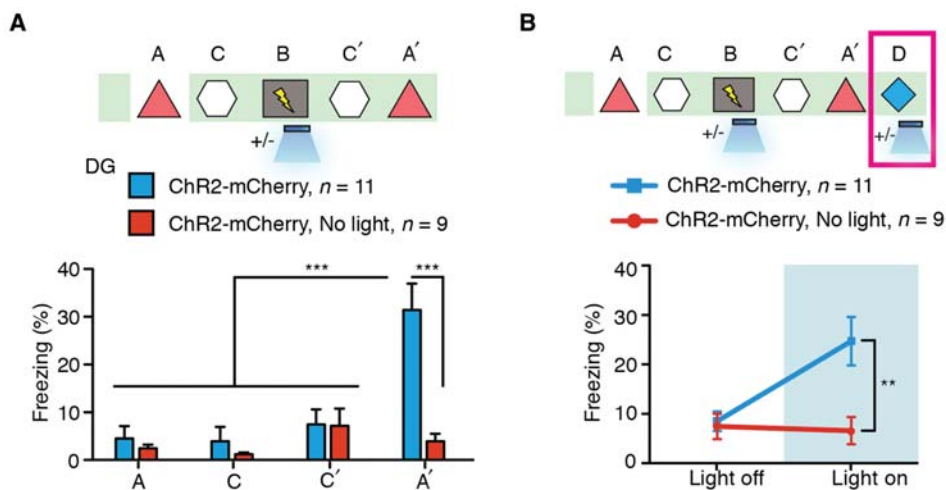 A
A C B C′ A′
+/-
DG
ChR2-mCherry, n = 11
ChR2-mCherry, No light, n = 9
Freezing (%)
40
30
20
10
0
***
***
A C C′ A′
B
A C B C′ A′ D
+/-
+/-
ChR2-mCherry, n = 11
ChR2-mCherry, No light, n = 9
Freezing (%)
40
30
20
10
0
**
Light off Light on